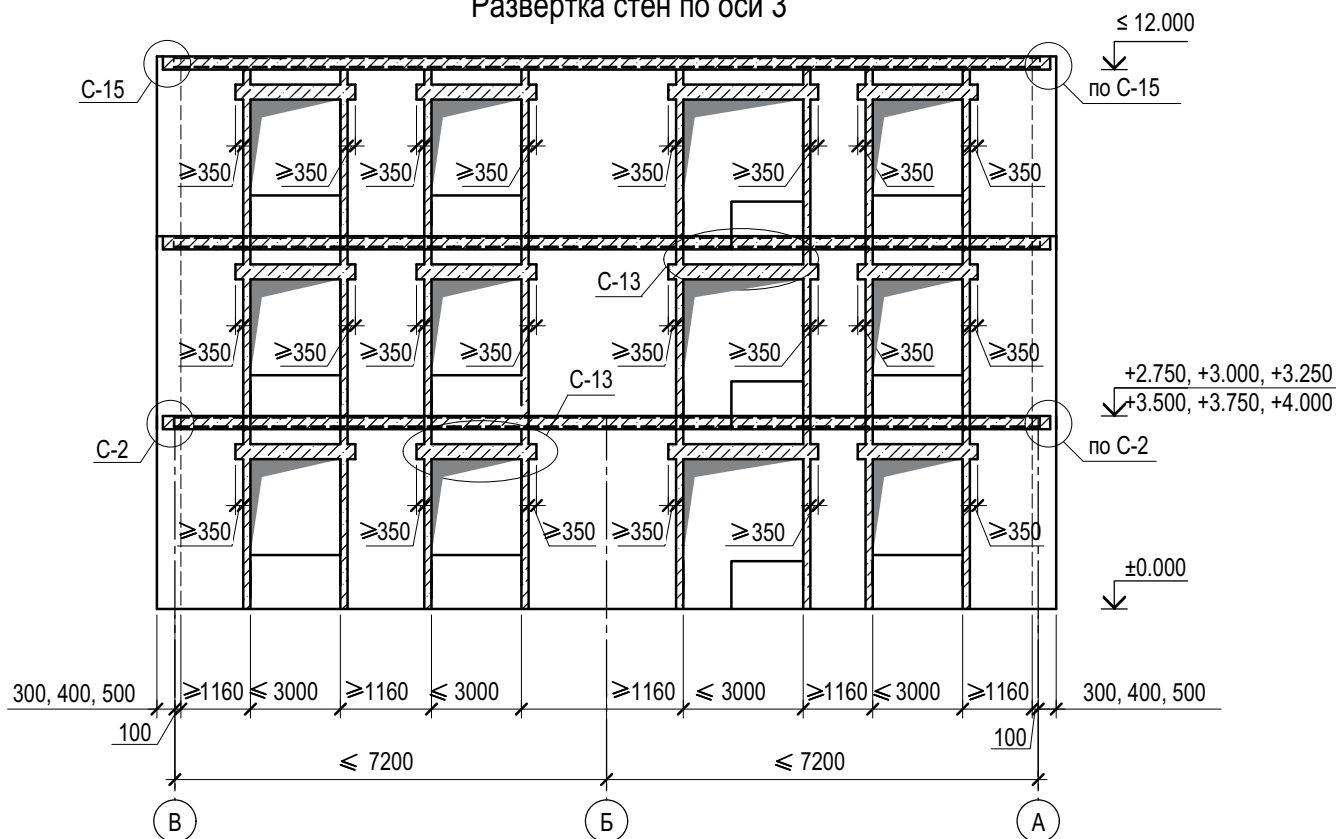 Развертка стен по оси 3
≤ 12.000
С-15
по С-15
≥350 ≥350 ≥350 ≥350 ≥350 ≥350 ≥350 ≥350
С-13
≥350 ≥350 ≥350 ≥350 ≥350 ≥350 ≥350 ≥350
С-13
+2.750, +3.000, +3.250
+3.500, +3.750, +4.000
С-2
по С-2
≥350 ≥350 ≥350 ≥350 ≥350 ≥350
±0.000
300, 400, 500 ≥1160 ≤ 3000 ≥1160 ≤ 3000 ≥1160 ≤ 3000 ≥1160 ≤ 3000 ≥1160 300, 400, 500
100 100
≤ 7200 ≤ 7200
В Б А